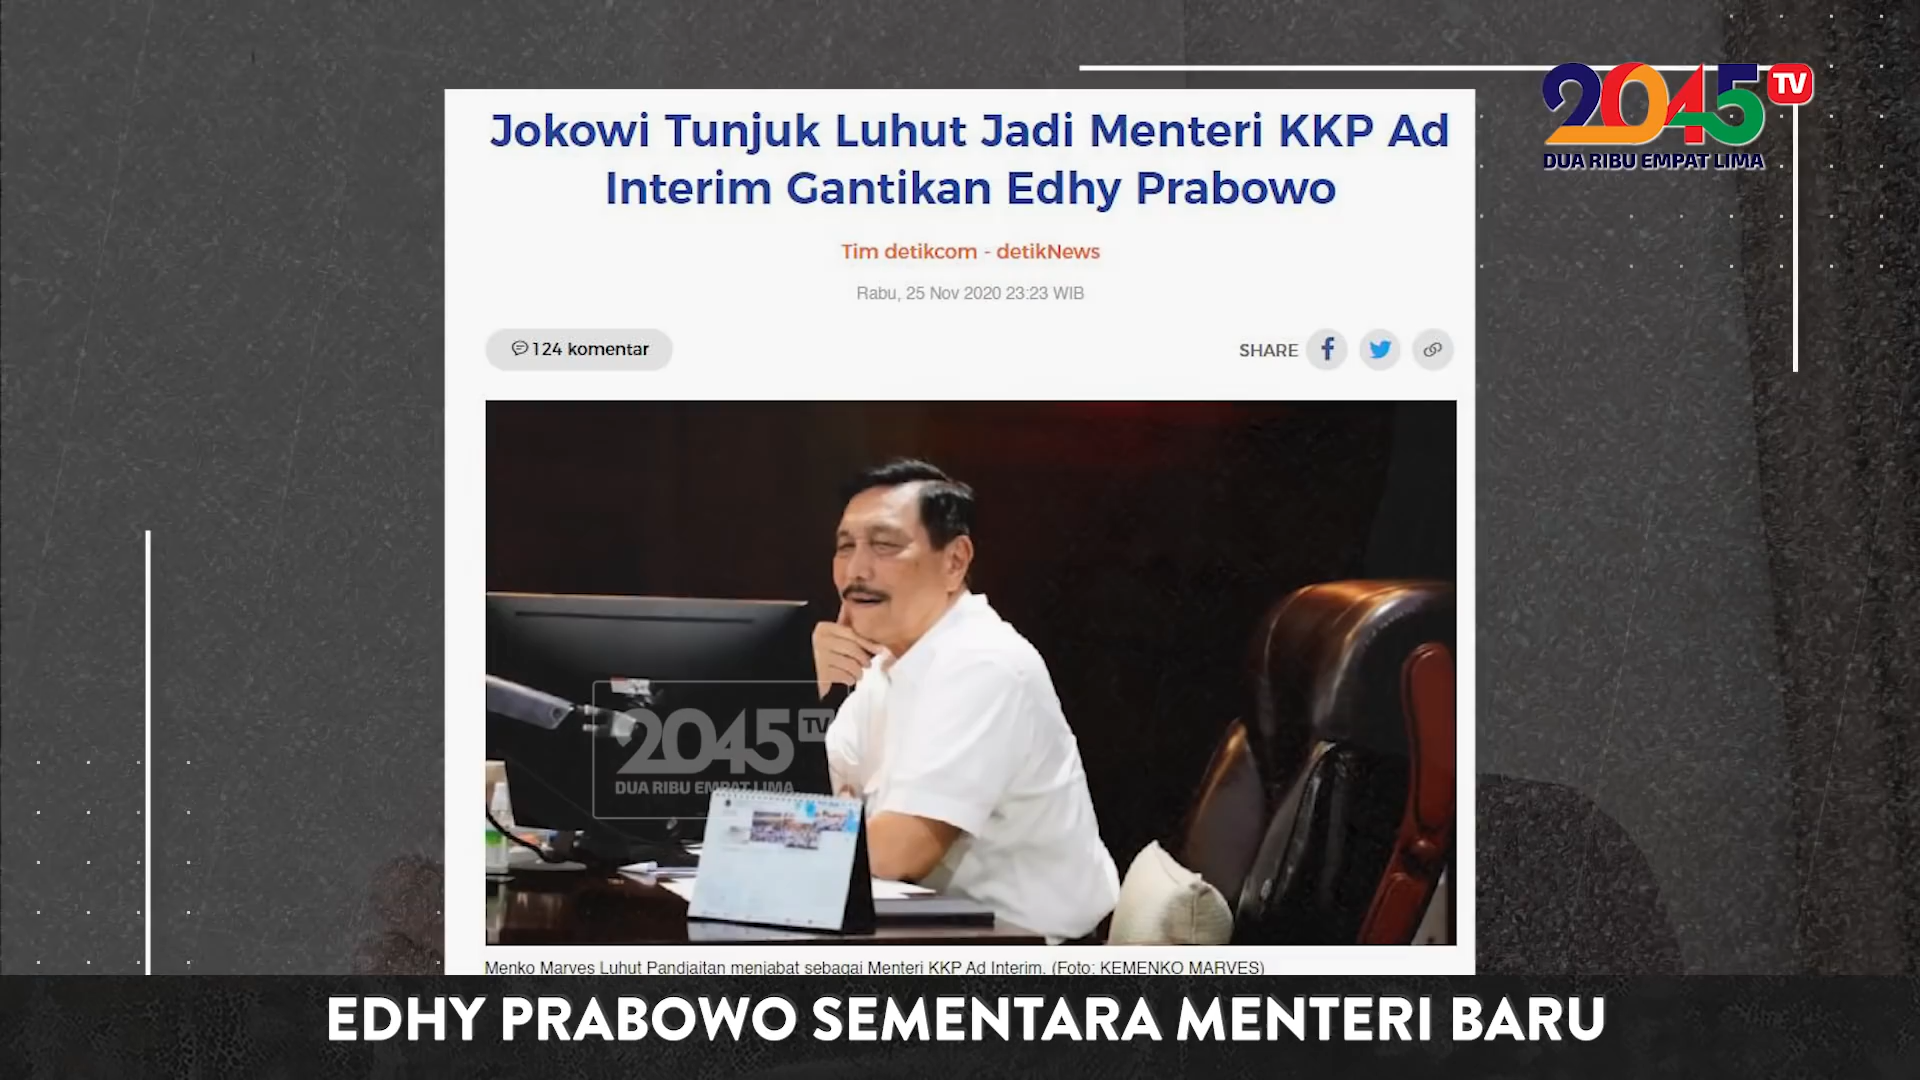 2045 TV
DUA RIBU EMPAT LIMA
Jokowi Tunjuk Luhut Jadi Menteri KKP Ad
Interim Gantikan Edhy Prabowo
Tim detikcom - detikNews
Rabu, 25 Nov 2020 23:23 WIB
124 komentar
SHARE
2045 TV
DUA RIBU EMPAT LIMA
Menko Marves Luhut Pandjaitan menjabat sebagai Menteri KKP Ad Interim. (Foto: KEMENKO MARVES)
EDHY PRABOWO SEMENTARA MENTERI BARU